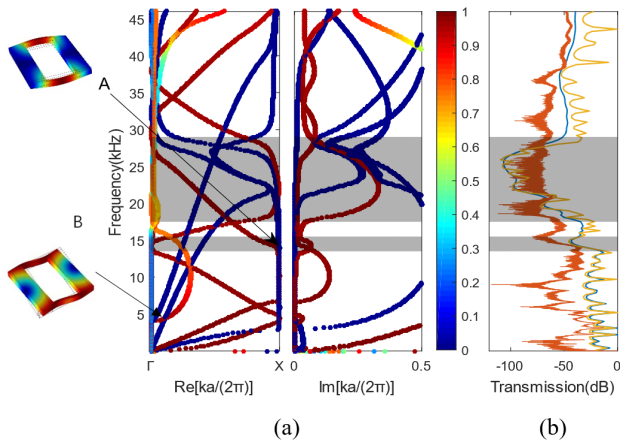 A
B
Frequency(kHz)
45
40
35
30
25
20
15
10
5
Γ
X
Re[ka/(2π)]
0
0.5
Im[ka/(2π)]
1
0.9
0.8
0.7
0.6
0.5
0.4
0.3
0.2
0.1
0
-100
-50
0
Transmission(dB)
(a)
(b)